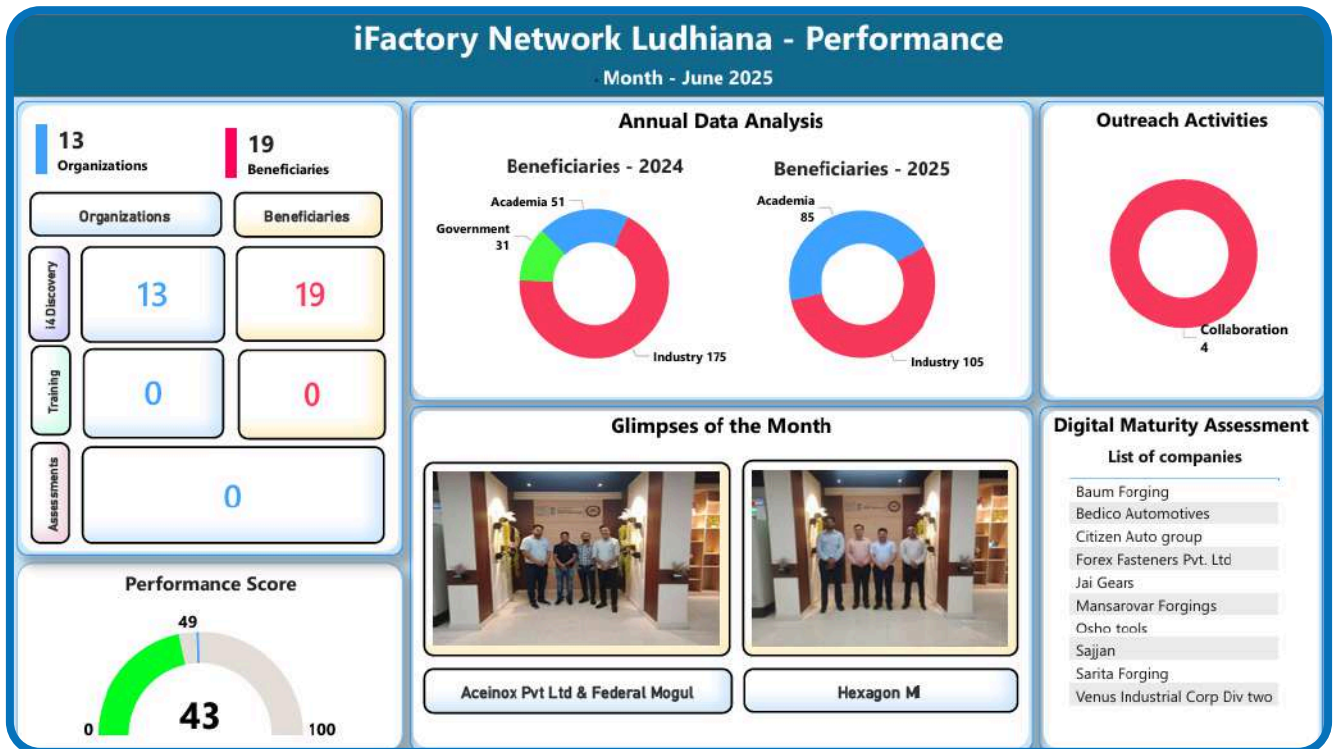 iFactory Network Ludhiana - Performance
Month - June 2025
13
Organizations
19
Beneficiaries
Organizations
Beneficiaries
i4Discovery
13
19
Training
0
0
Assessments
0
Performance Score
49
43
0
100
Annual Data Analysis
Beneficiaries - 2024
Academia 51
Government
31
Industry 175
Beneficiaries - 2025
Academia
85
Industry 105
Outreach Activities
Collaboration
4
Glimpses of the Month
Aceinox Pvt Ltd & Federal Mogul
Hexagon MI
Digital Maturity Assessment
List of companies
Baum Forging
Bedico Automotives
Citizen Auto group
Forex Fasteners Pvt. Ltd
Jai Gears
Mansarovar Forgings
Osho tools
Sajjan
Sarita Forging
Venus Industrial Corp Div two